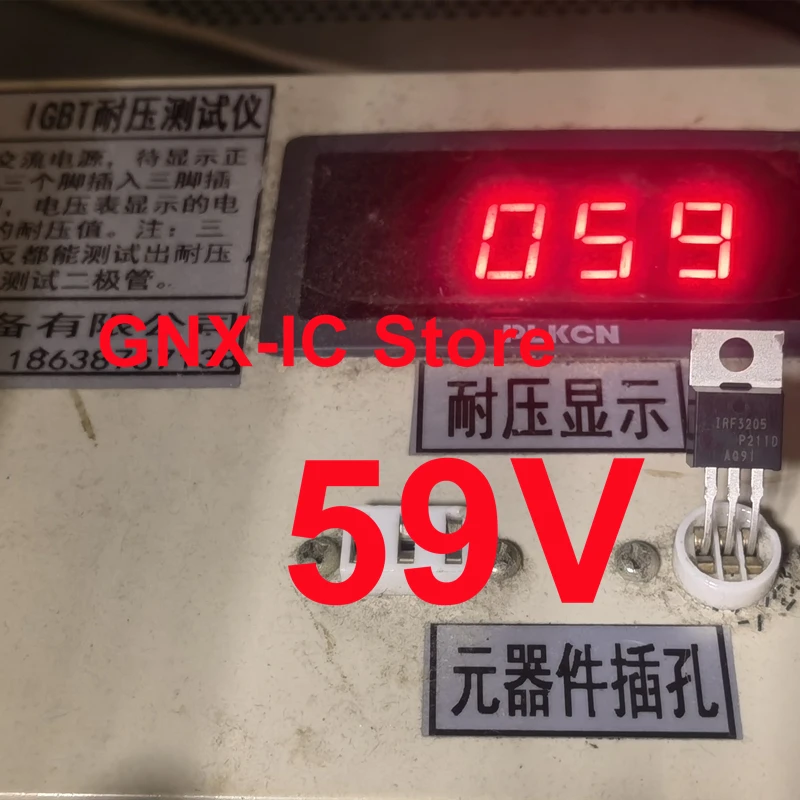 IGBT耐压测试仪
交流电源，待显示正
三个脚插入三脚插
，电压表显示的电
的耐压值。注：三
反都能测试出耐压
测试二极管。
备有限公司
059
GNX-IC Store
耐压显示
IRF3205
P211D
AQ91
59V
元器件插孔